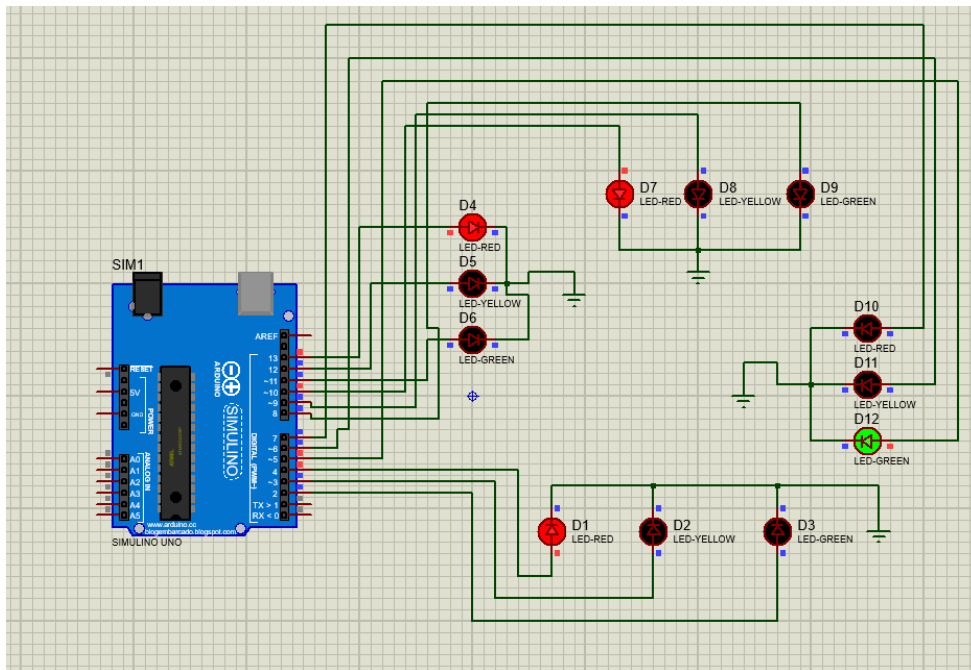 SIM1
ARDUINO
SIMULINO
AREF
13
12
~11
~10
~9
8
7
~6
~5
4
~3
2
TX > 1
RX < 0
DIGITAL (PWM~)
RESET
5V
GND
POWER
ANALOG IN
A0
A1
A2
A3
A4
A5
www.arduino.cc
blogembarcado.blogspot.com
SIMULINO UNO
D4
LED-RED
D5
LED-YELLOW
D6
LED-GREEN
D7
LED-RED
D8
LED-YELLOW
D9
LED-GREEN
D10
LED-RED
D11
LED-YELLOW
D12
LED-GREEN
D1
LED-RED
D2
LED-YELLOW
D3
LED-GREEN